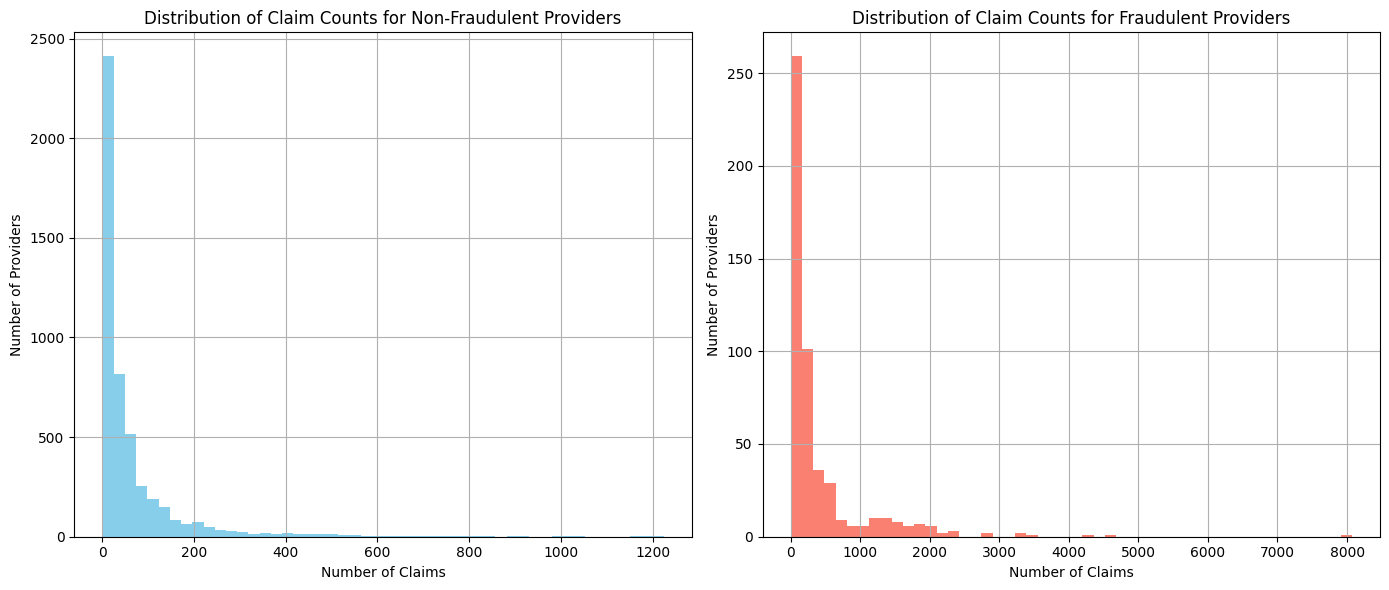 Distribution of Claim Counts for Non-Fraudulent Providers
Number of Providers
2500
2000
1500
1000
500
0
0 200 400 600 800 1000 1200
Number of Claims
Distribution of Claim Counts for Fraudulent Providers
Number of Providers
250
200
150
100
50
0
0 1000 2000 3000 4000 5000 6000 7000 8000
Number of Claims